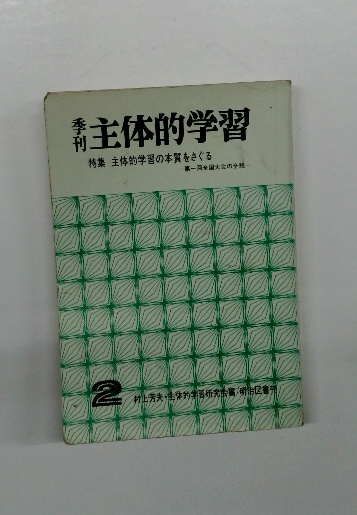 季刊 主体的学習
特集 主体的学習の本質をさぐる
—第一回全国大会の全貌—
2
村上芳夫・主体的学習研究会編/明治図書刊